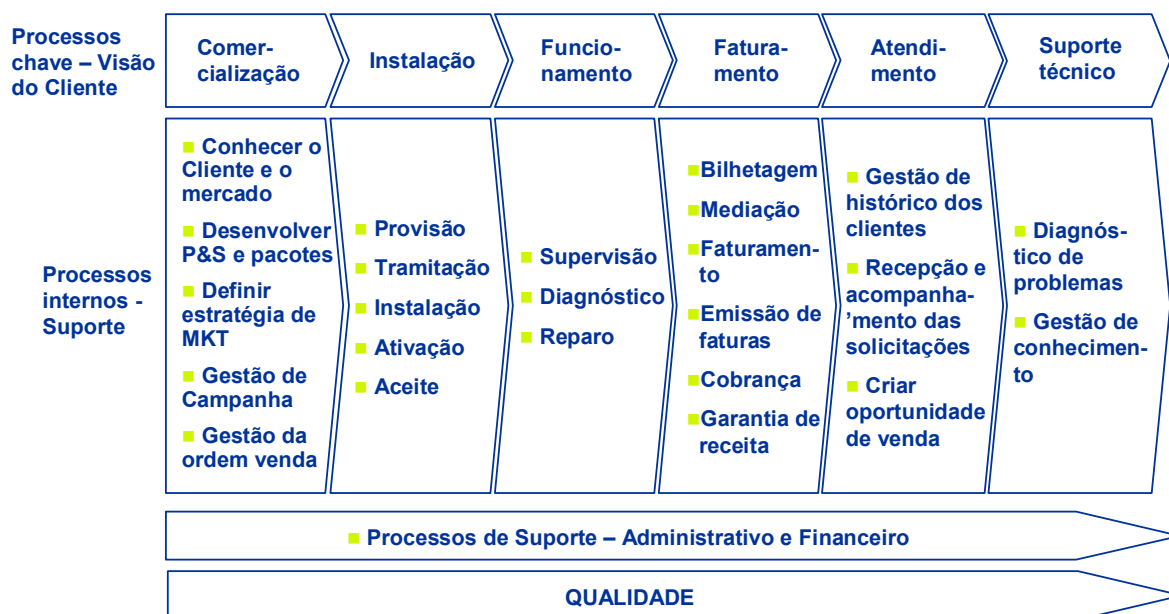 Processos
chave – Visão
do Cliente
Comer-
cialização
Instalação
Funcio-
namento
Fatura-
mento
Atendi-
mento
Suporte
técnico
Processos
internos -
Suporte
Conhecer o
Cliente e o
mercado
Desenvolver
P&S e pacotes
Definir
estratégia de
MKT
Gestão de
Campanha
Gestão da
ordem venda
Provisão
Tramitação
Instalação
Ativação
Aceite
Supervisão
Diagnóstico
Reparo
Bilhetagem
Mediação
Faturamen-
to
Emissão de
faturas
Cobrança
Garantia de
receita
Gestão de
histórico dos
clientes
Recepção e
acompanha-
'mento das
solicitações
Criar
oportunidade
de venda
Diagnós-
tico de
problemas
Gestão de
conhecimen-
to
Processos de Suporte – Administrativo e Financeiro
QUALIDADE